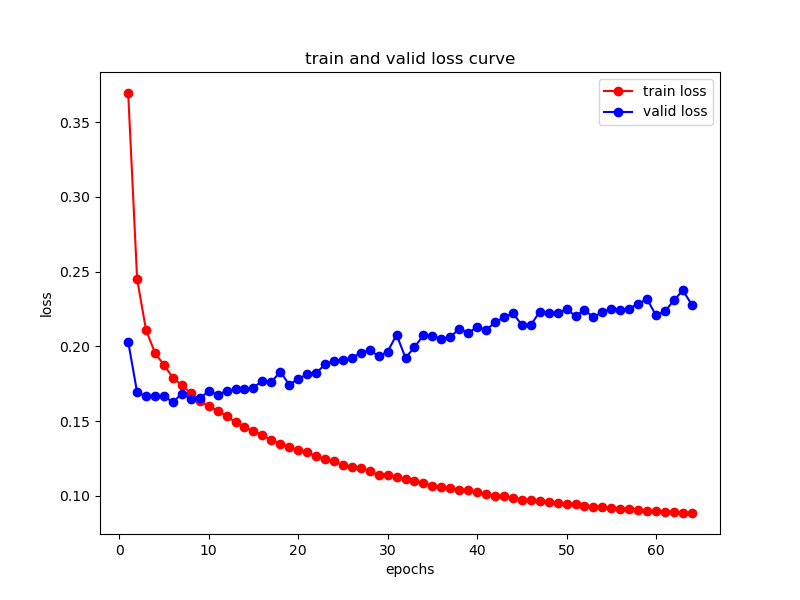 train and valid loss curve
train loss
valid loss
0.35
0.30
0.25
0.20
0.15
0.10
loss
0 10 20 30 40 50 60
epochs